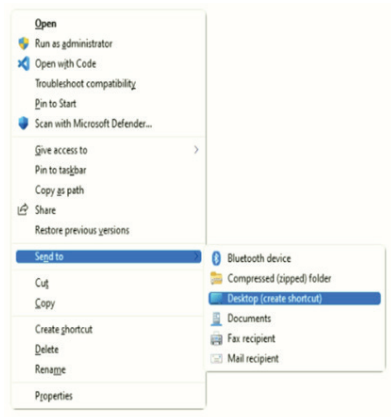 Open
Run as administrator
Open with Code
Troubleshoot compatibility
Pin to Start
Scan with Microsoft Defender...
Give access to
Pin to taskbar
Copy as path
Share
Restore previous versions
Send to
Bluetooth device
Compressed (zipped) folder
Desktop (create shortcut)
Documents
Fax recipient
Mail recipient
Cut
Copy
Create shortcut
Delete
Rename
Properties